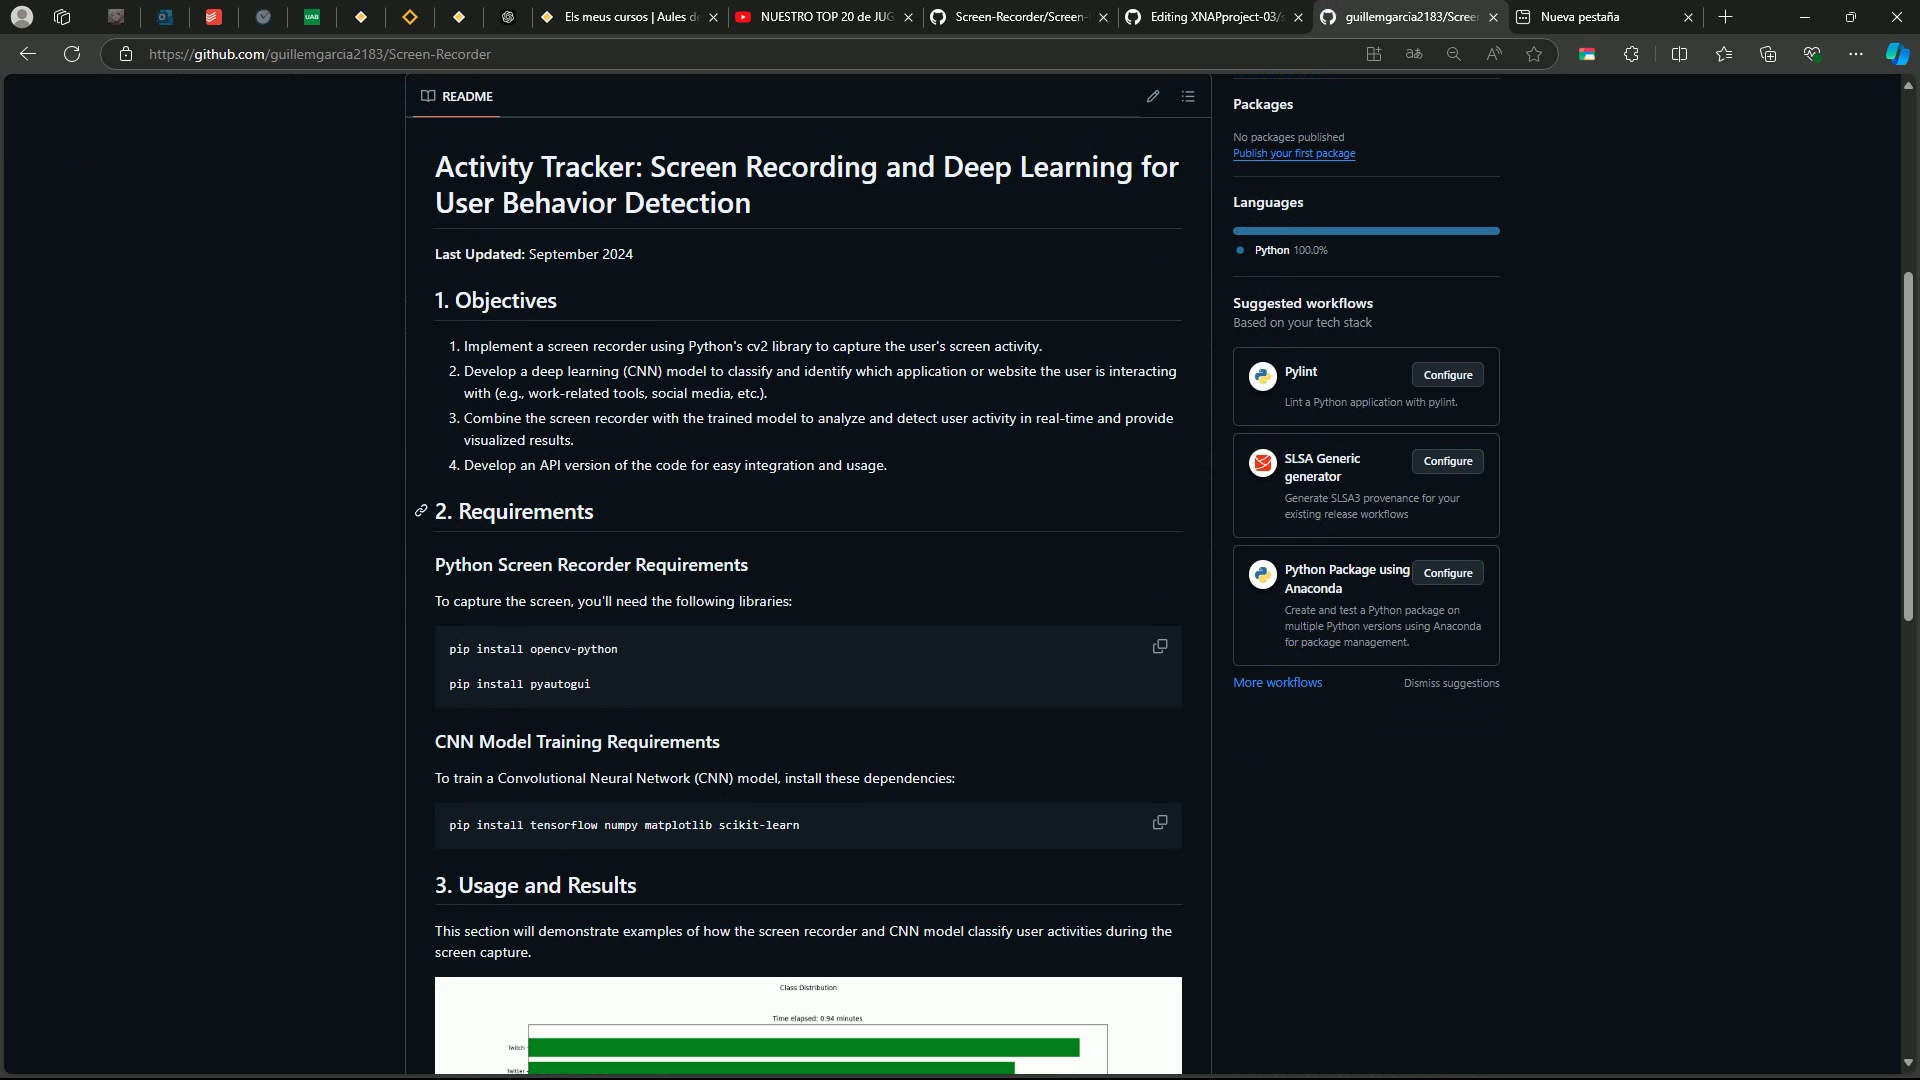 UAB
Els meus cursos | Aules d
NUESTRO TOP 20 de JUG
Screen-Recorder/Screen-
Editing XNAPproject-03/s
guillemgarcia2183/Screen
Nueva pestaña
https://github.com/guillemgarcia2183/Screen-Recorder
README
Activity Tracker: Screen Recording and Deep Learning for
User Behavior Detection
Last Updated: September 2024
1. Objectives
1. Implement a screen recorder using Python's cv2 library to capture the user's screen activity.
2. Develop a deep learning (CNN) model to classify and identify which application or website the user is interacting
with (e.g., work-related tools, social media, etc.).
3. Combine the screen recorder with the trained model to analyze and detect user activity in real-time and provide
visualized results.
4. Develop an API version of the code for easy integration and usage.
2. Requirements
Python Screen Recorder Requirements
To capture the screen, you'll need the following libraries:
pip install opencv-python
pip install pyautogui
CNN Model Training Requirements
To train a Convolutional Neural Network (CNN) model, install these dependencies:
pip install tensorflow numpy matplotlib scikit-learn
3. Usage and Results
This section will demonstrate examples of how the screen recorder and CNN model classify user activities during the
screen capture.
Class Distribution
Time elapsed: 0.94 minutes
Twitch
Twitter
Packages
No packages published
Publish your first package
Languages
Python 100.0%
Suggested workflows
Based on your tech stack
Pylint
Configure
Lint a Python application with pylint.
SLSA Generic
generator
Configure
Generate SLSA3 provenance for your
existing release workflows
Python Package using
Anaconda
Configure
Create and test a Python package on
multiple Python versions using Anaconda
for package management.
More workflows
Dismiss suggestions